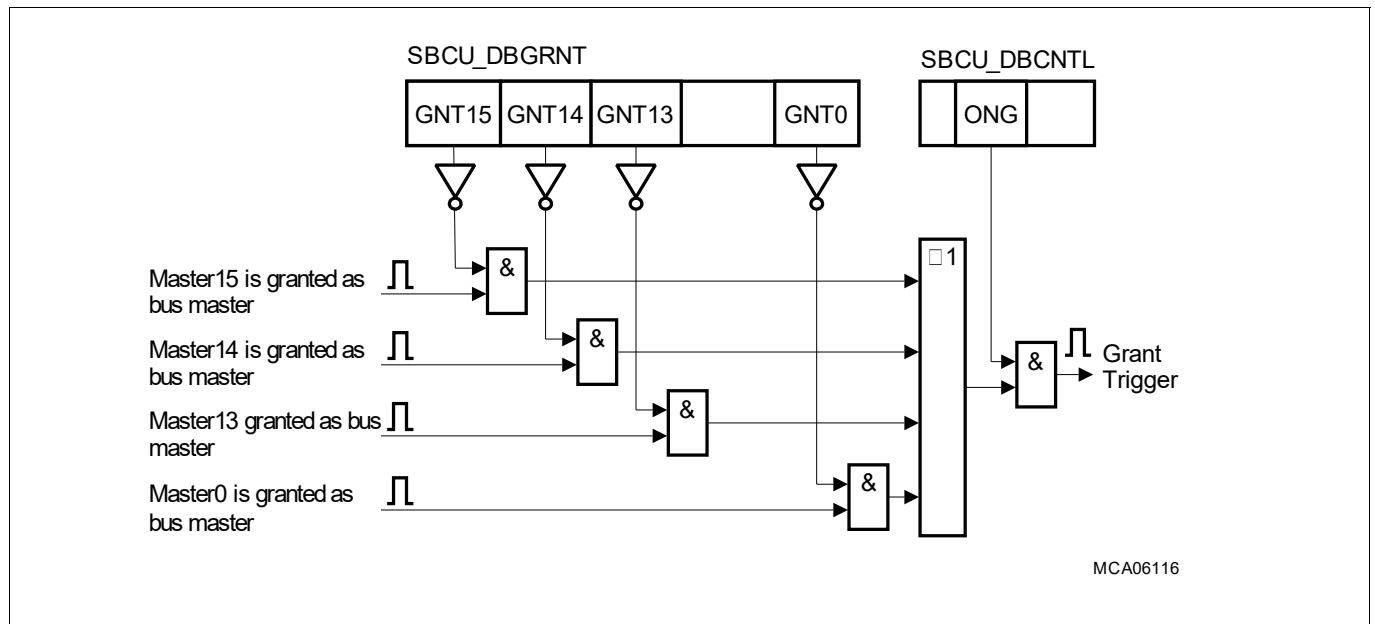 SBCU_DBGRNT
SBCU_DBCNTL
GNT15 GNT14 GNT13 GNT0
ONG
Master15 is granted as
bus master
&
□1
Master14 is granted as
bus master
&
&
Grant
Trigger
Master13 granted as bus
master
&
Master0 is granted as
bus master
&
MCA06116